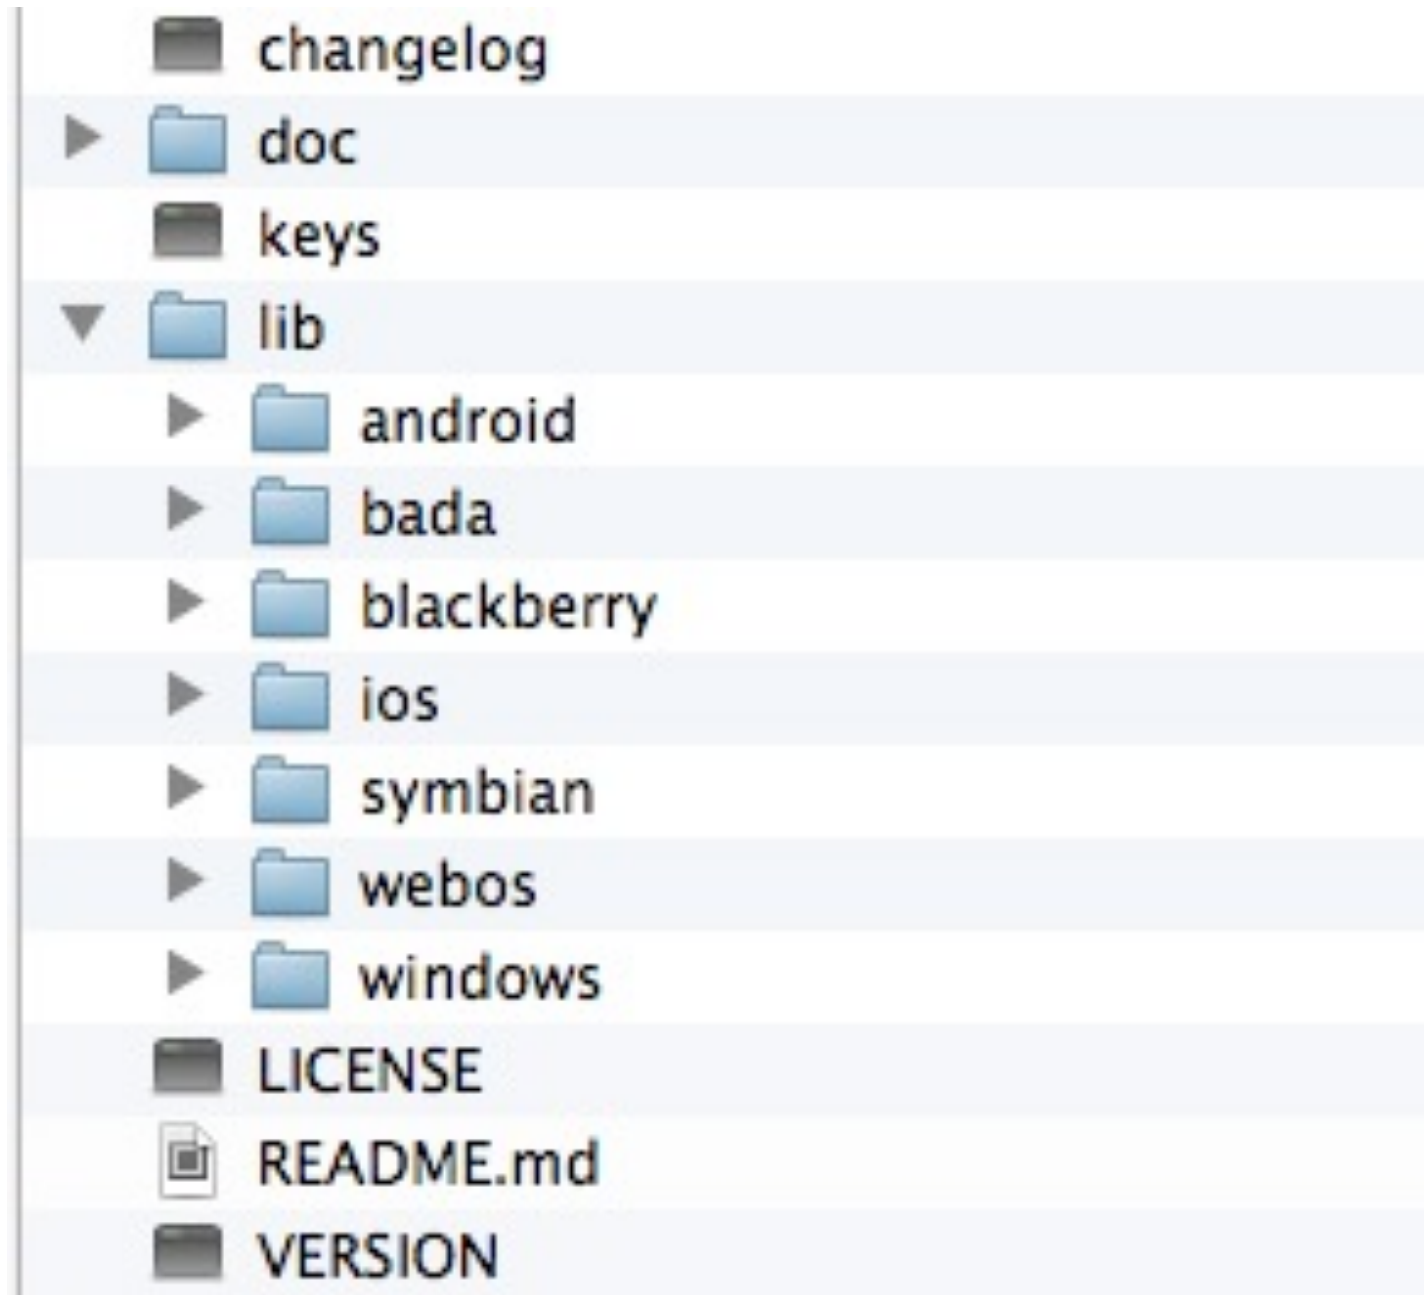 changelog
doc
keys
lib
android
bada
blackberry
ios
symbian
webos
windows
LICENSE
README.md
VERSION